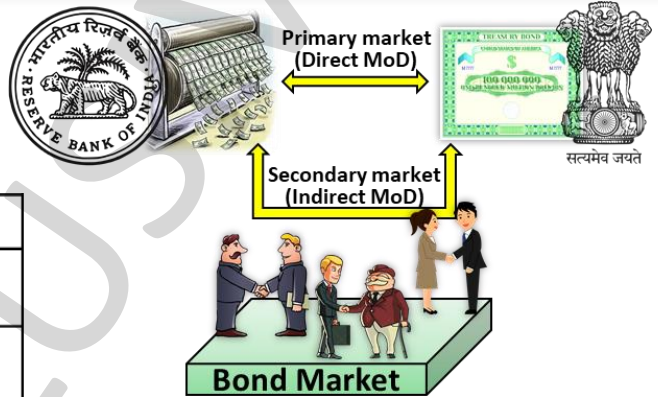 भारतीय रिज़र्व बैंक
RESERVE BANK OF INDIA
Primary market
(Direct MoD)
TREASURY BOND
$
100 000 000
सत्यमेव जयते
Secondary market
(Indirect MoD)
Bond Market